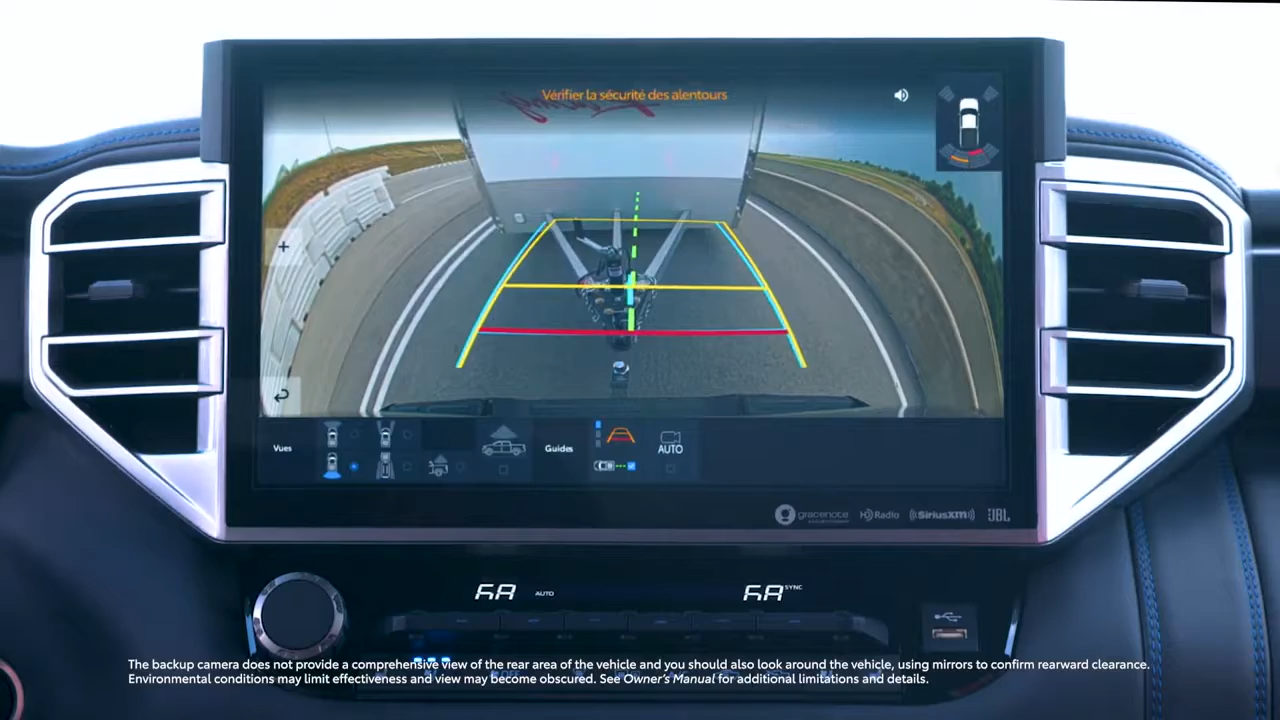 Vérifier la sécurité des alentours
Vues
Guides
AUTO
gracenote
HD Radio
SiriusXM
JBL
68
AUTO
68
SYNC
The backup camera does not provide a comprehensive view of the rear area of the vehicle and you should also look around the vehicle, using mirrors to confirm rearward clearance.
Environmental conditions may limit effectiveness and view may become obscured. See Owner's Manual for additional limitations and details.